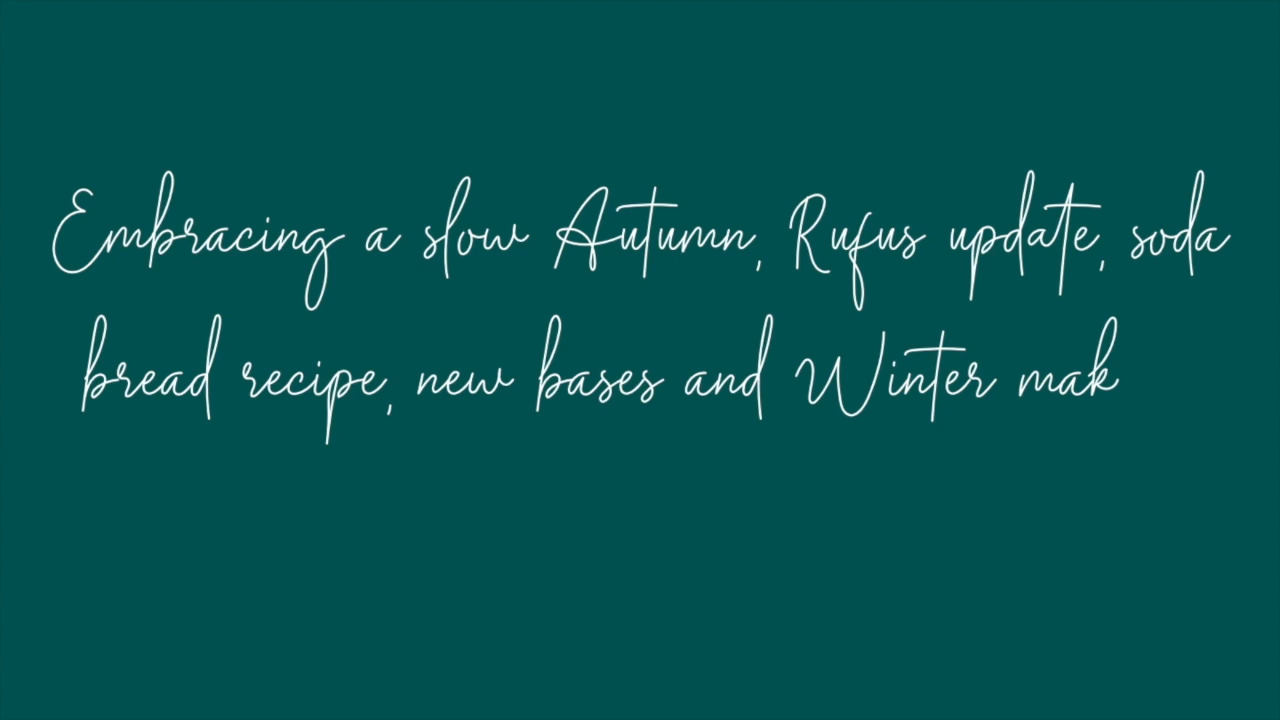 Embracing a slow Autumn, Rufus update, soda
bread recipe, new bases and Winter mak